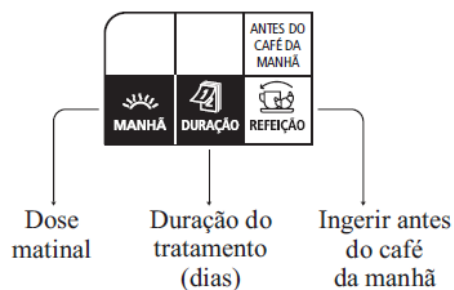 ANTES DO
CAFÉ DA
MANHÃ
MANHÃ DURAÇÃO REFEIÇÃO
Dose
matinal
Duração do
tratamento
(dias)
Ingerir antes
do café
da manhã